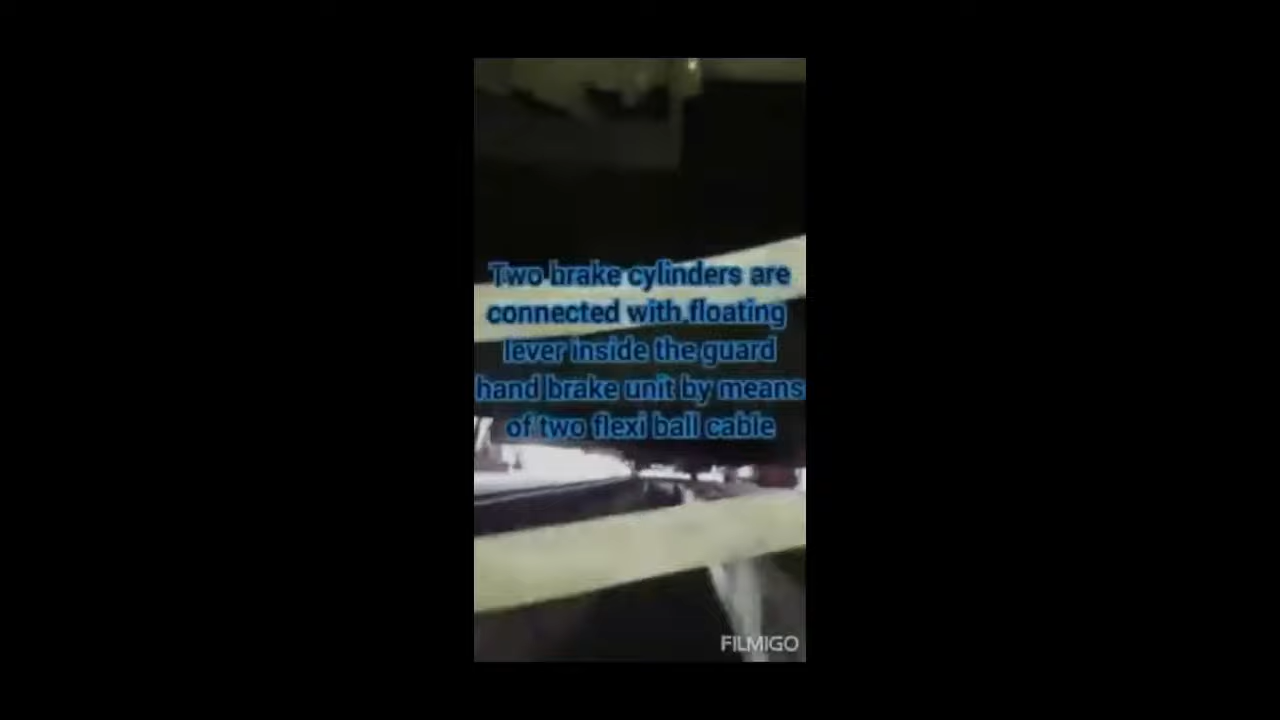 Two brake cylinders are
connected with floating
lever inside the guard
hand brake unit by means
of two flexi ball cable
FILMIGO